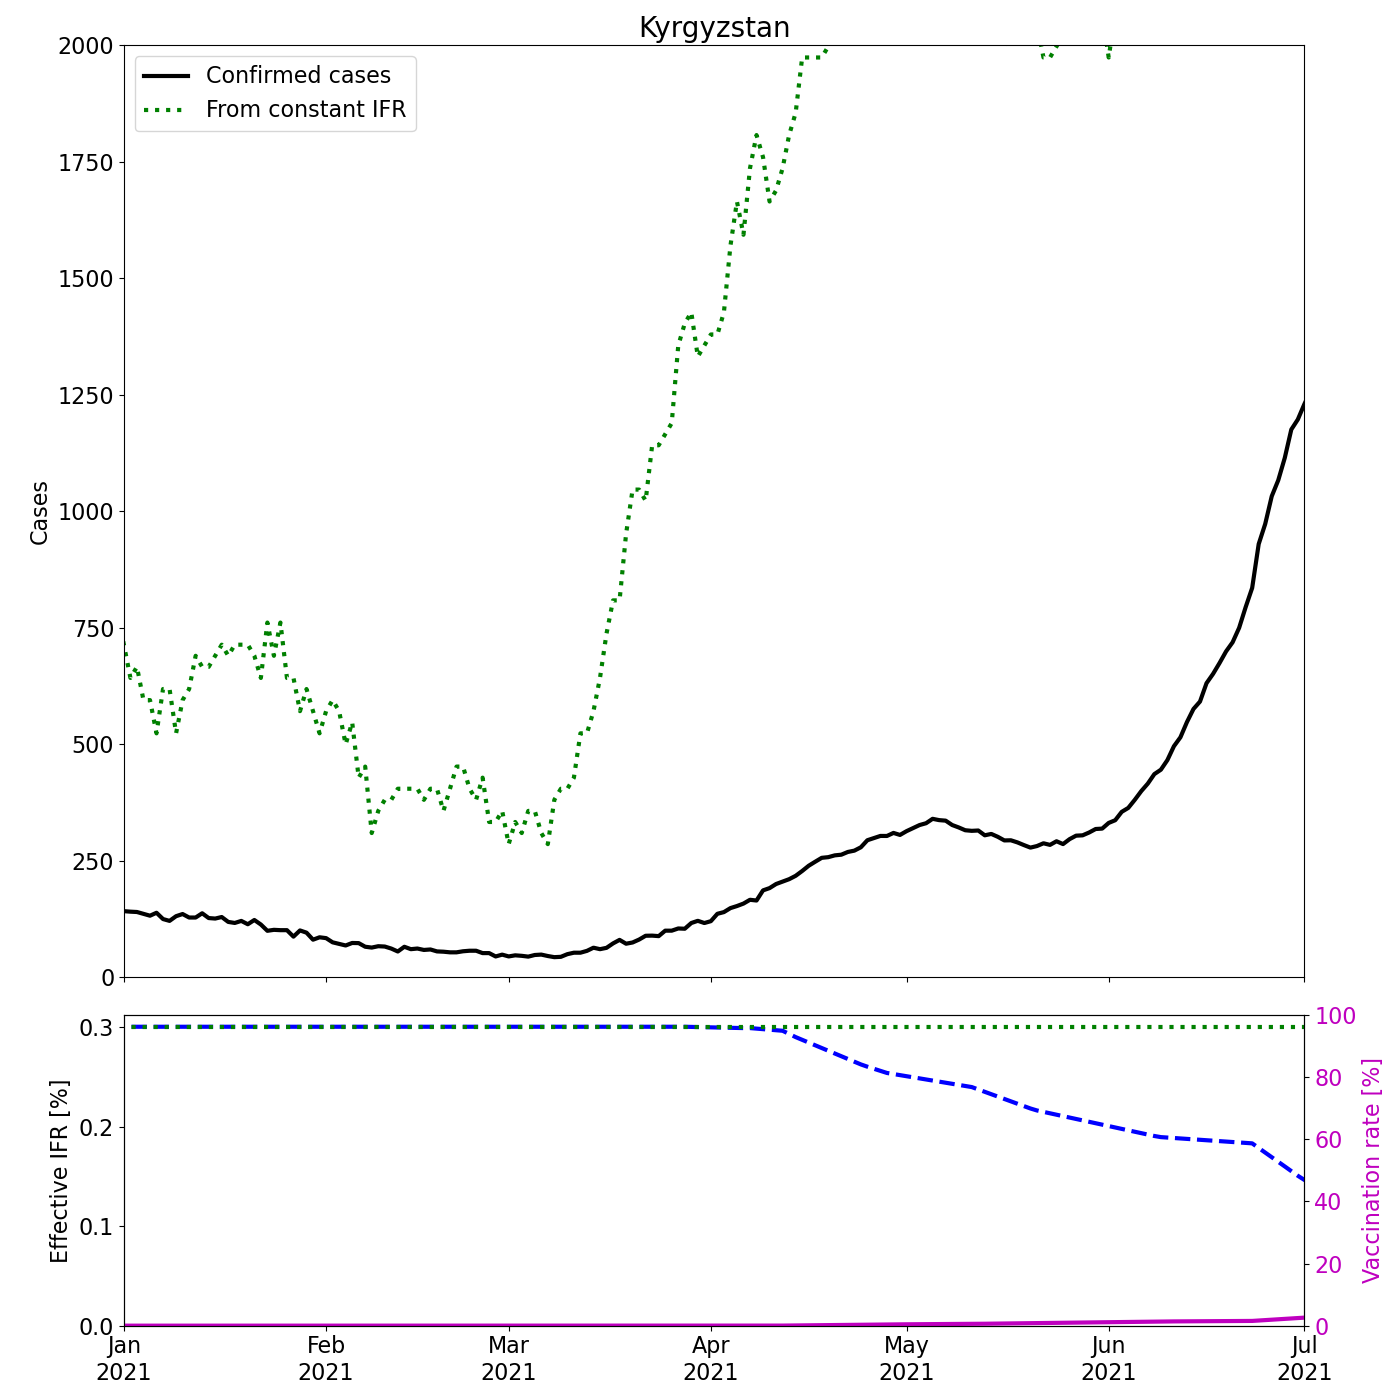 Kyrgyzstan
2000
1750
1500
1250
1000
750
500
250
0
Cases
Confirmed cases
From constant IFR
0.3
0.2
0.1
0.0
Effective IFR [%]
100
80
60
40
20
0
Vaccination rate [%]
Jan Feb Mar Apr May Jun Jul
2021 2021 2021 2021 2021 2021 2021